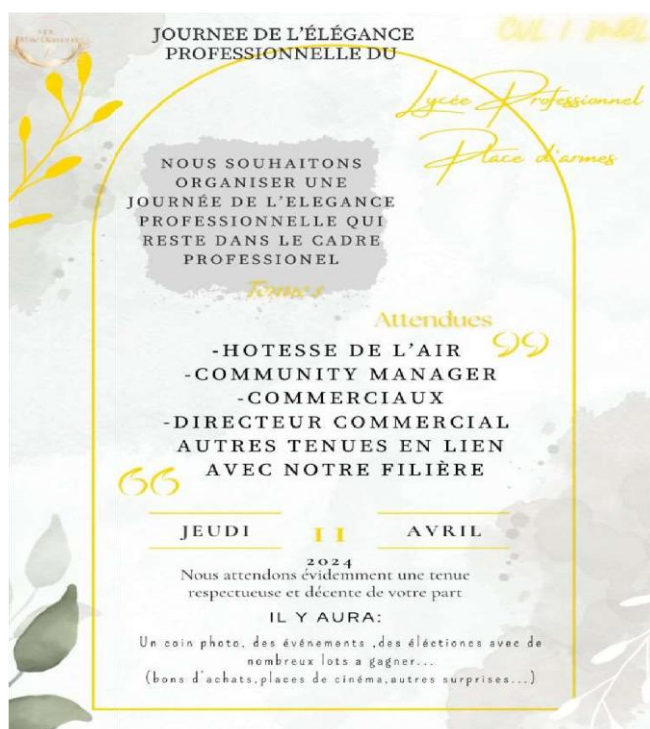 JOURNEE DE L'ÉLÉGANCE
PROFESSIONNELLE DU
Lycée Professionnel
Place d'armes
NOUS SOUHAITONS
ORGANISER UNE
JOURNÉE DE L'ELEGANCE
PROFESSIONNELLE QUI
RESTE DANS LE CADRE
PROFESSIONEL
Tenues
Attendues
-HOTESSE DE L'AIR
-COMMUNITY MANAGER
-COMMERCIAUX
-DIRECTEUR COMMERCIAL
AUTRES TENUES EN LIEN
AVEC NOTRE FILIÈRE
JEUDI 11 AVRIL
2024
Nous attendons évidemment une tenue
respectueuse et décente de votre part
IL Y AURA:
Un coin photo, des événements ,des éléctiones avec de
nombreux lots a gagner...
(bons d'achats,places de cinéma,autres surprises...)